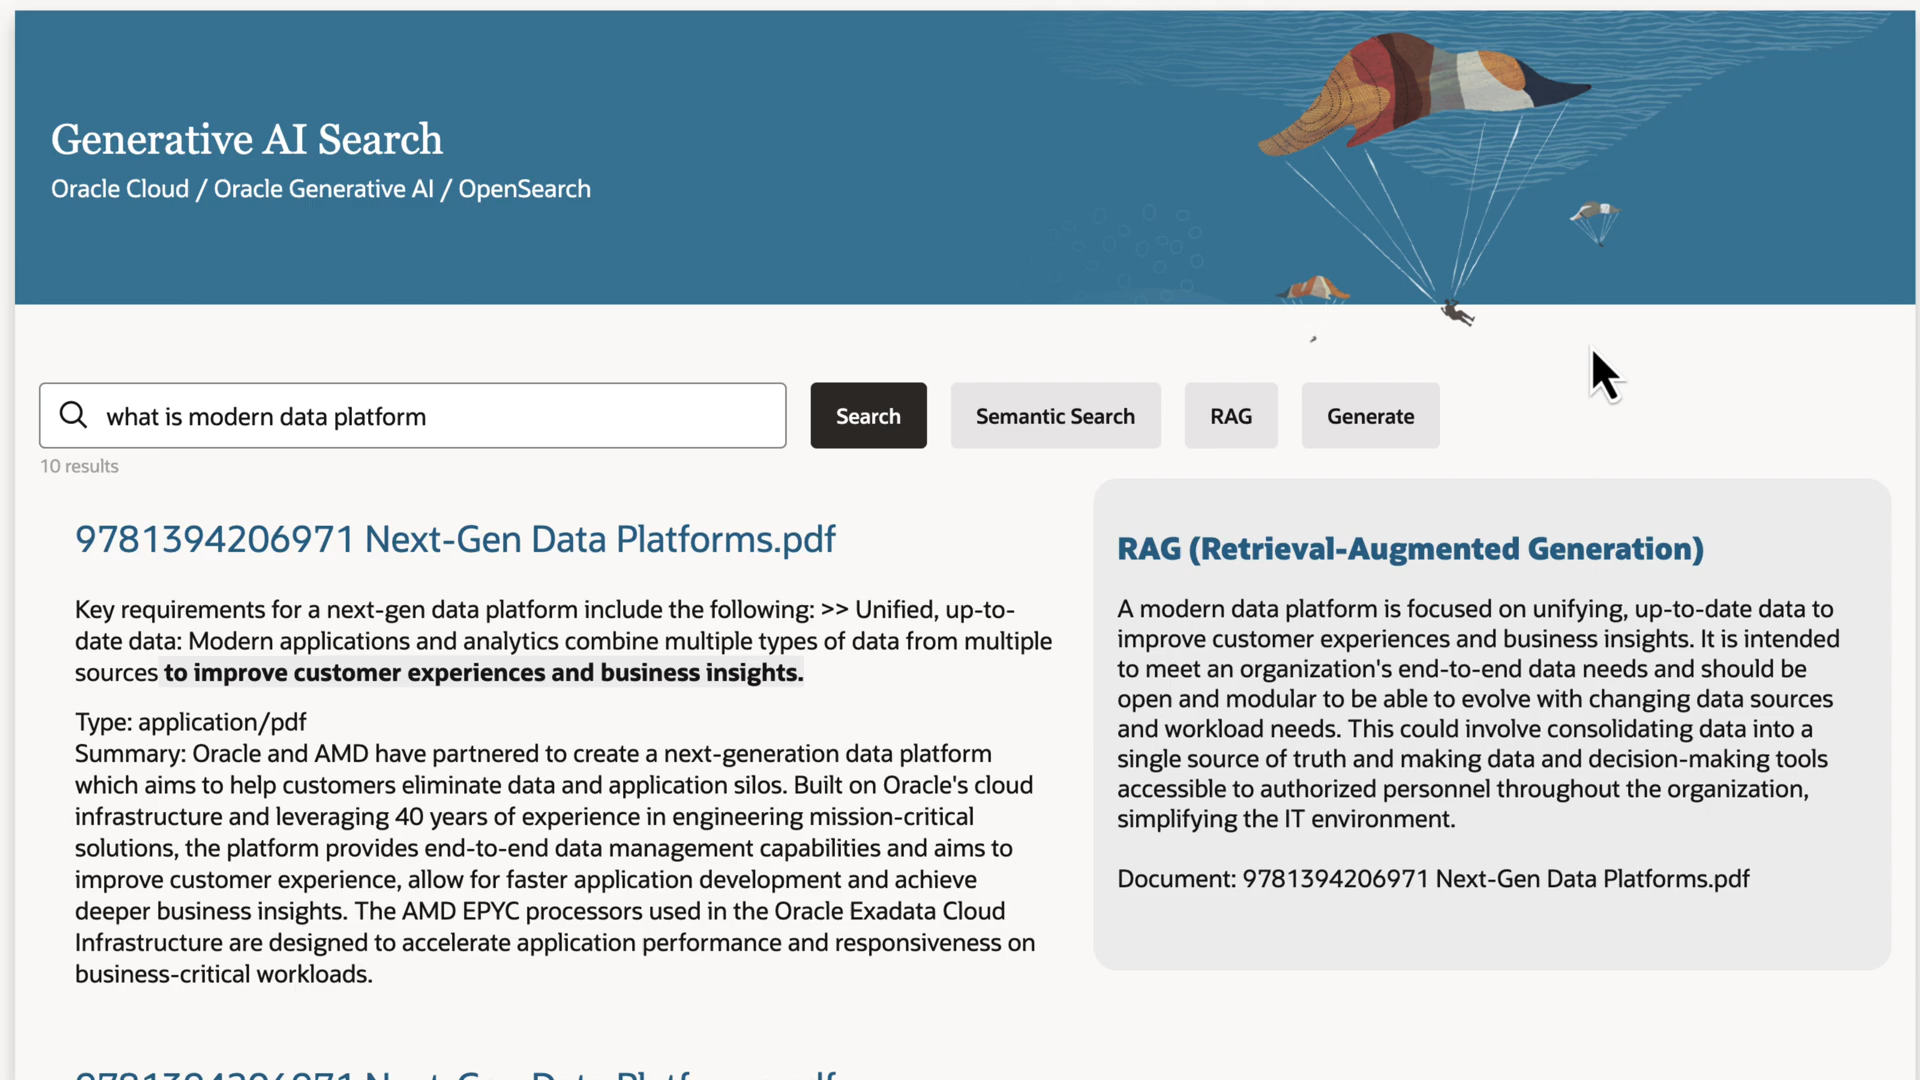 Generative AI Search
Oracle Cloud / Oracle Generative AI / OpenSearch
what is modern data platform
Search
Semantic Search
RAG
Generate
10 results
9781394206971 Next-Gen Data Platforms.pdf
Key requirements for a next-gen data platform include the following: >> Unified, up-to-
date data: Modern applications and analytics combine multiple types of data from multiple
sources to improve customer experiences and business insights.
Type: application/pdf
Summary: Oracle and AMD have partnered to create a next-generation data platform
which aims to help customers eliminate data and application silos. Built on Oracle's cloud
infrastructure and leveraging 40 years of experience in engineering mission-critical
solutions, the platform provides end-to-end data management capabilities and aims to
improve customer experience, allow for faster application development and achieve
deeper business insights. The AMD EPYC processors used in the Oracle Exadata Cloud
Infrastructure are designed to accelerate application performance and responsiveness on
business-critical workloads.
RAG (Retrieval-Augmented Generation)
A modern data platform is focused on unifying, up-to-date data to
improve customer experiences and business insights. It is intended
to meet an organization's end-to-end data needs and should be
open and modular to be able to evolve with changing data sources
and workload needs. This could involve consolidating data into a
single source of truth and making data and decision-making tools
accessible to authorized personnel throughout the organization,
simplifying the IT environment.
Document: 9781394206971 Next-Gen Data Platforms.pdf
9781394206971 Next-Gen Data Platforms.pdf